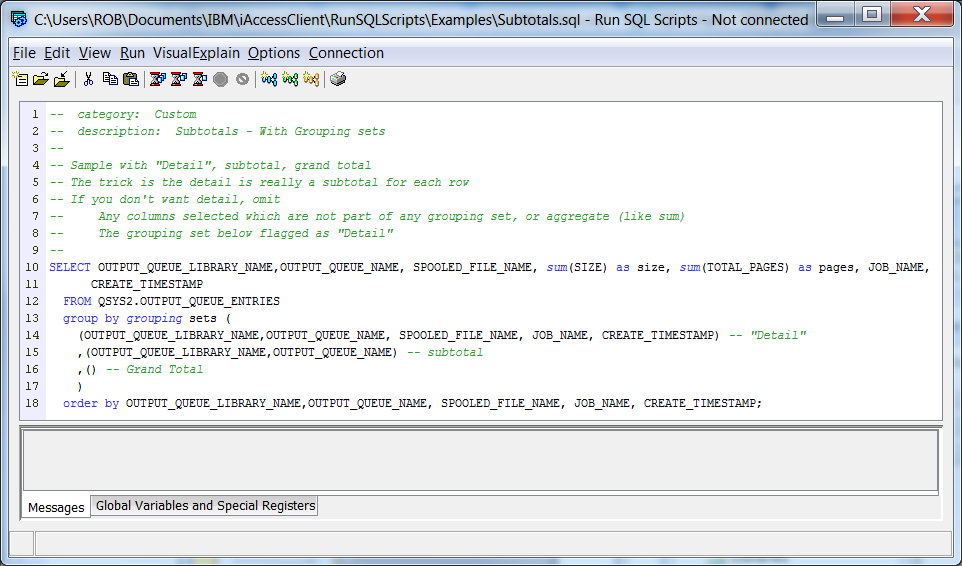 C:\Users\ROB\Documents\IBM\iAccessClient\RunSQLScripts\Examples\Subtotals.sql - Run SQL Scripts - Not connected
File Edit View Run VisualExplain Options Connection
1 --  category:  Custom
2 --  description:  Subtotals - With Grouping sets
3 --
4 -- Sample with "Detail", subtotal, grand total
5 -- The trick is the detail is really a subtotal for each row
6 -- If you don't want detail, omit
7 --     Any columns selected which are not part of any grouping set, or aggregate (like sum)
8 --     The grouping set below flagged as "Detail"
9 --
10 SELECT OUTPUT_QUEUE_LIBRARY_NAME,OUTPUT_QUEUE_NAME, SPOOLED_FILE_NAME, sum(SIZE) as size, sum(TOTAL_PAGES) as pages, JOB_NAME,
11       CREATE_TIMESTAMP
12   FROM QSYS2.OUTPUT_QUEUE_ENTRIES
13   group by grouping sets (
14     (OUTPUT_QUEUE_LIBRARY_NAME,OUTPUT_QUEUE_NAME, SPOOLED_FILE_NAME, JOB_NAME, CREATE_TIMESTAMP) -- "Detail"
15     ,(OUTPUT_QUEUE_LIBRARY_NAME,OUTPUT_QUEUE_NAME) -- subtotal
16     ,() -- Grand Total
17     )
18   order by OUTPUT_QUEUE_LIBRARY_NAME,OUTPUT_QUEUE_NAME, SPOOLED_FILE_NAME, JOB_NAME, CREATE_TIMESTAMP;
Messages Global Variables and Special Registers